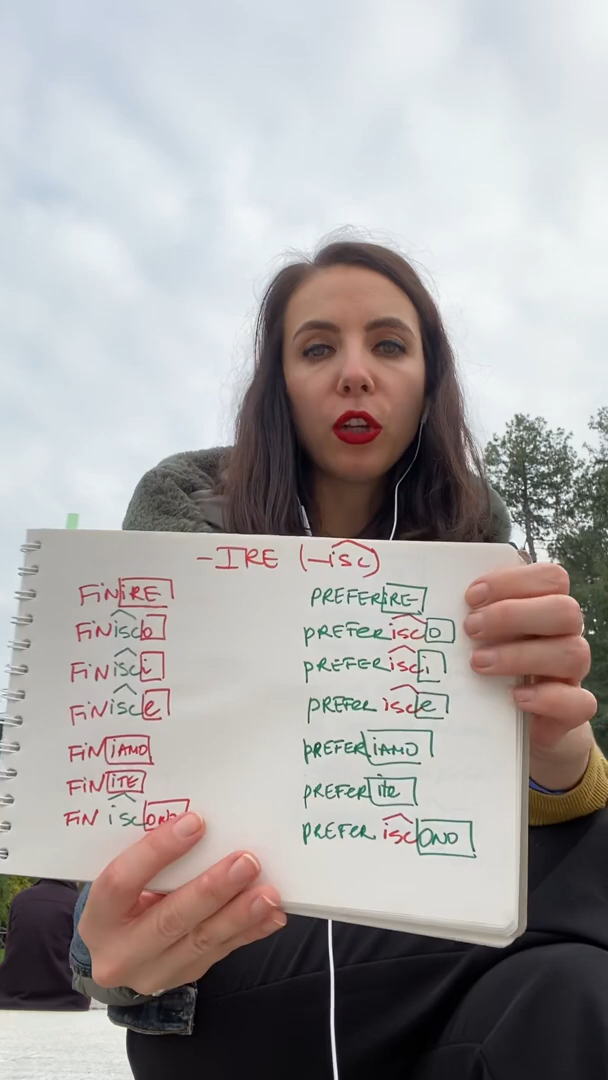 -IRE (-isc)
FiNiRE
FiNisco
FiNisci
FiNisce
FiNiAMO
FiNITE
FiNisCONO
PREFERiRE
PREFERisco
PREFERisci
PREFERisce
PREFERiAMO
PREFERite
PREFERiscONO